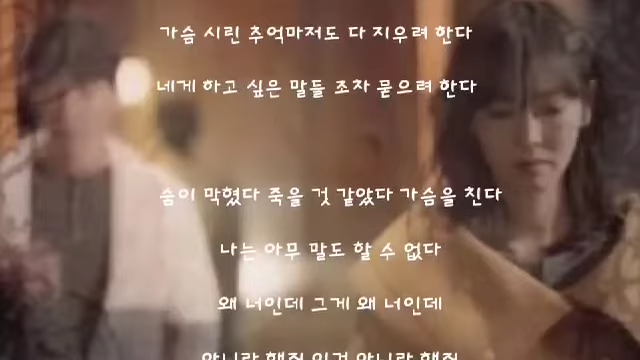 가슴 시린 추억마저도 다 지우려 한다
네게 하고 싶은 말들 조차 묻으려 한다
숨이 막혔다 죽을 것 같았다 가슴을 친다
나는 아무 말도 할 수 없다
왜 너인데 그게 왜 너인데